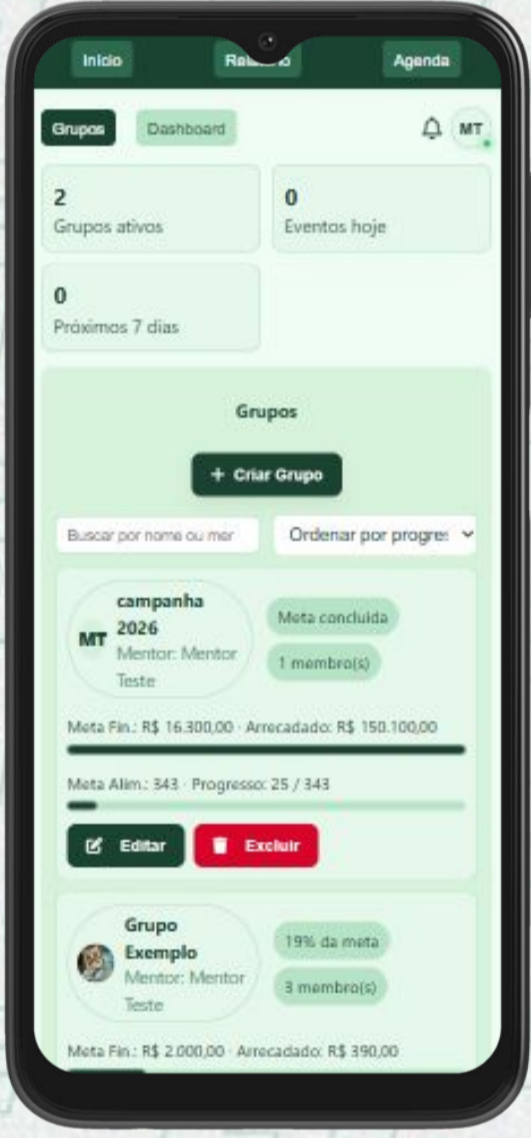 Início
Agenda
Grupos
Dashboard
MT
2
Grupos ativos
0
Eventos hoje
0
Próximos 7 dias
Grupos
+ Criar Grupo
Buscar por nome ou mer
Ordenar por progre
campanha
2026
MT
Mentor: Mentor
Teste
Meta concluída
1 membro(s)
Meta Fin.: R$ 16.300,00 · Arrecadado: R$ 150.100,00
Meta Alim.: 343 · Progresso: 25 / 343
Editar
Excluir
Grupo
Exemplo
Mentor: Mentor
Teste
19% da meta
3 membro(s)
Meta Fin.: R$ 2.000,00 · Arrecadado: R$ 390,00